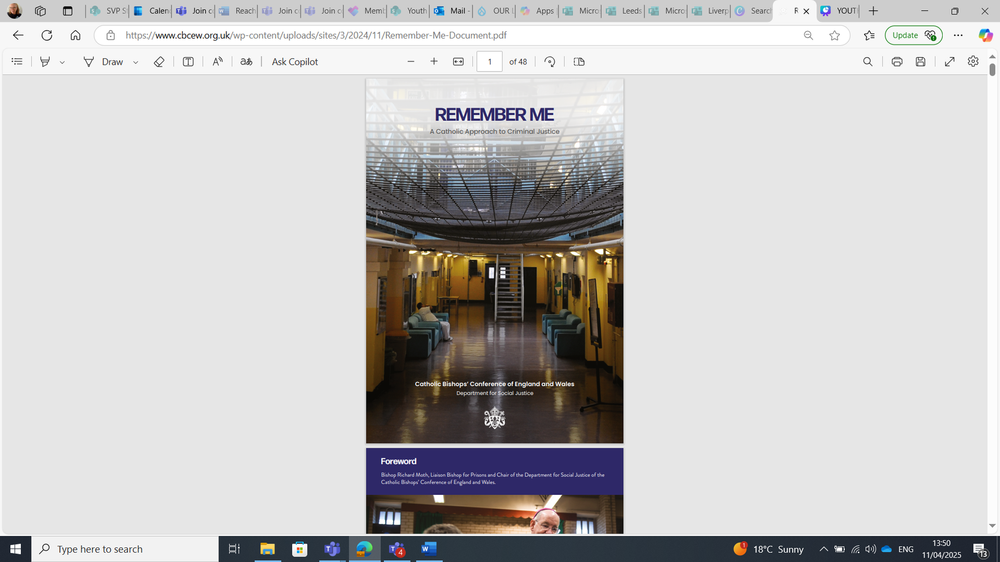 SVP S
Calen
Join c
Reach
Join c
Join c
Memb
Youth
Mail -
OUR L
Apps
Micros
Leeds
Micros
Liverp
Search
R
YOUT
https://www.cbcew.org.uk/wp-content/uploads/sites/3/2024/11/Remember-Me-Document.pdf
Update
Draw
aあ
Ask Copilot
1 of 48
REMEMBER ME
A Catholic Approach to Criminal Justice
Catholic Bishops’ Conference of England and Wales
Department for Social Justice
Foreword
Bishop Richard Moth, Liaison Bishop for Prisons and Chair of the Department for Social Justice of the
Catholic Bishops’ Conference of England and Wales.
Type here to search
4
1
18°C Sunny
ENG
13:50
11/04/2025
13